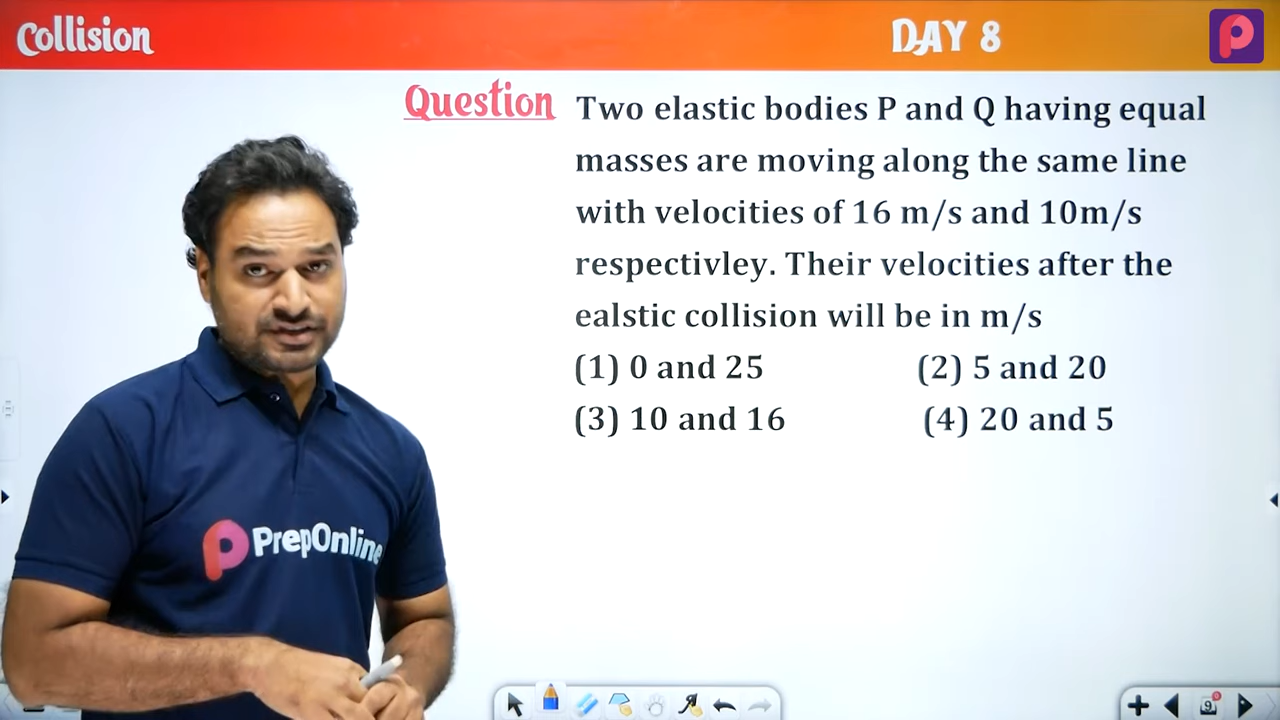 Collision
DAY 8
Question
Two elastic bodies P and Q having equal
masses are moving along the same line
with velocities of 16 m/s and 10m/s
respectivley. Their velocities after the
ealstic collision will be in m/s
(1) 0 and 25 (2) 5 and 20
(3) 10 and 16 (4) 20 and 5
PrepOnline
9